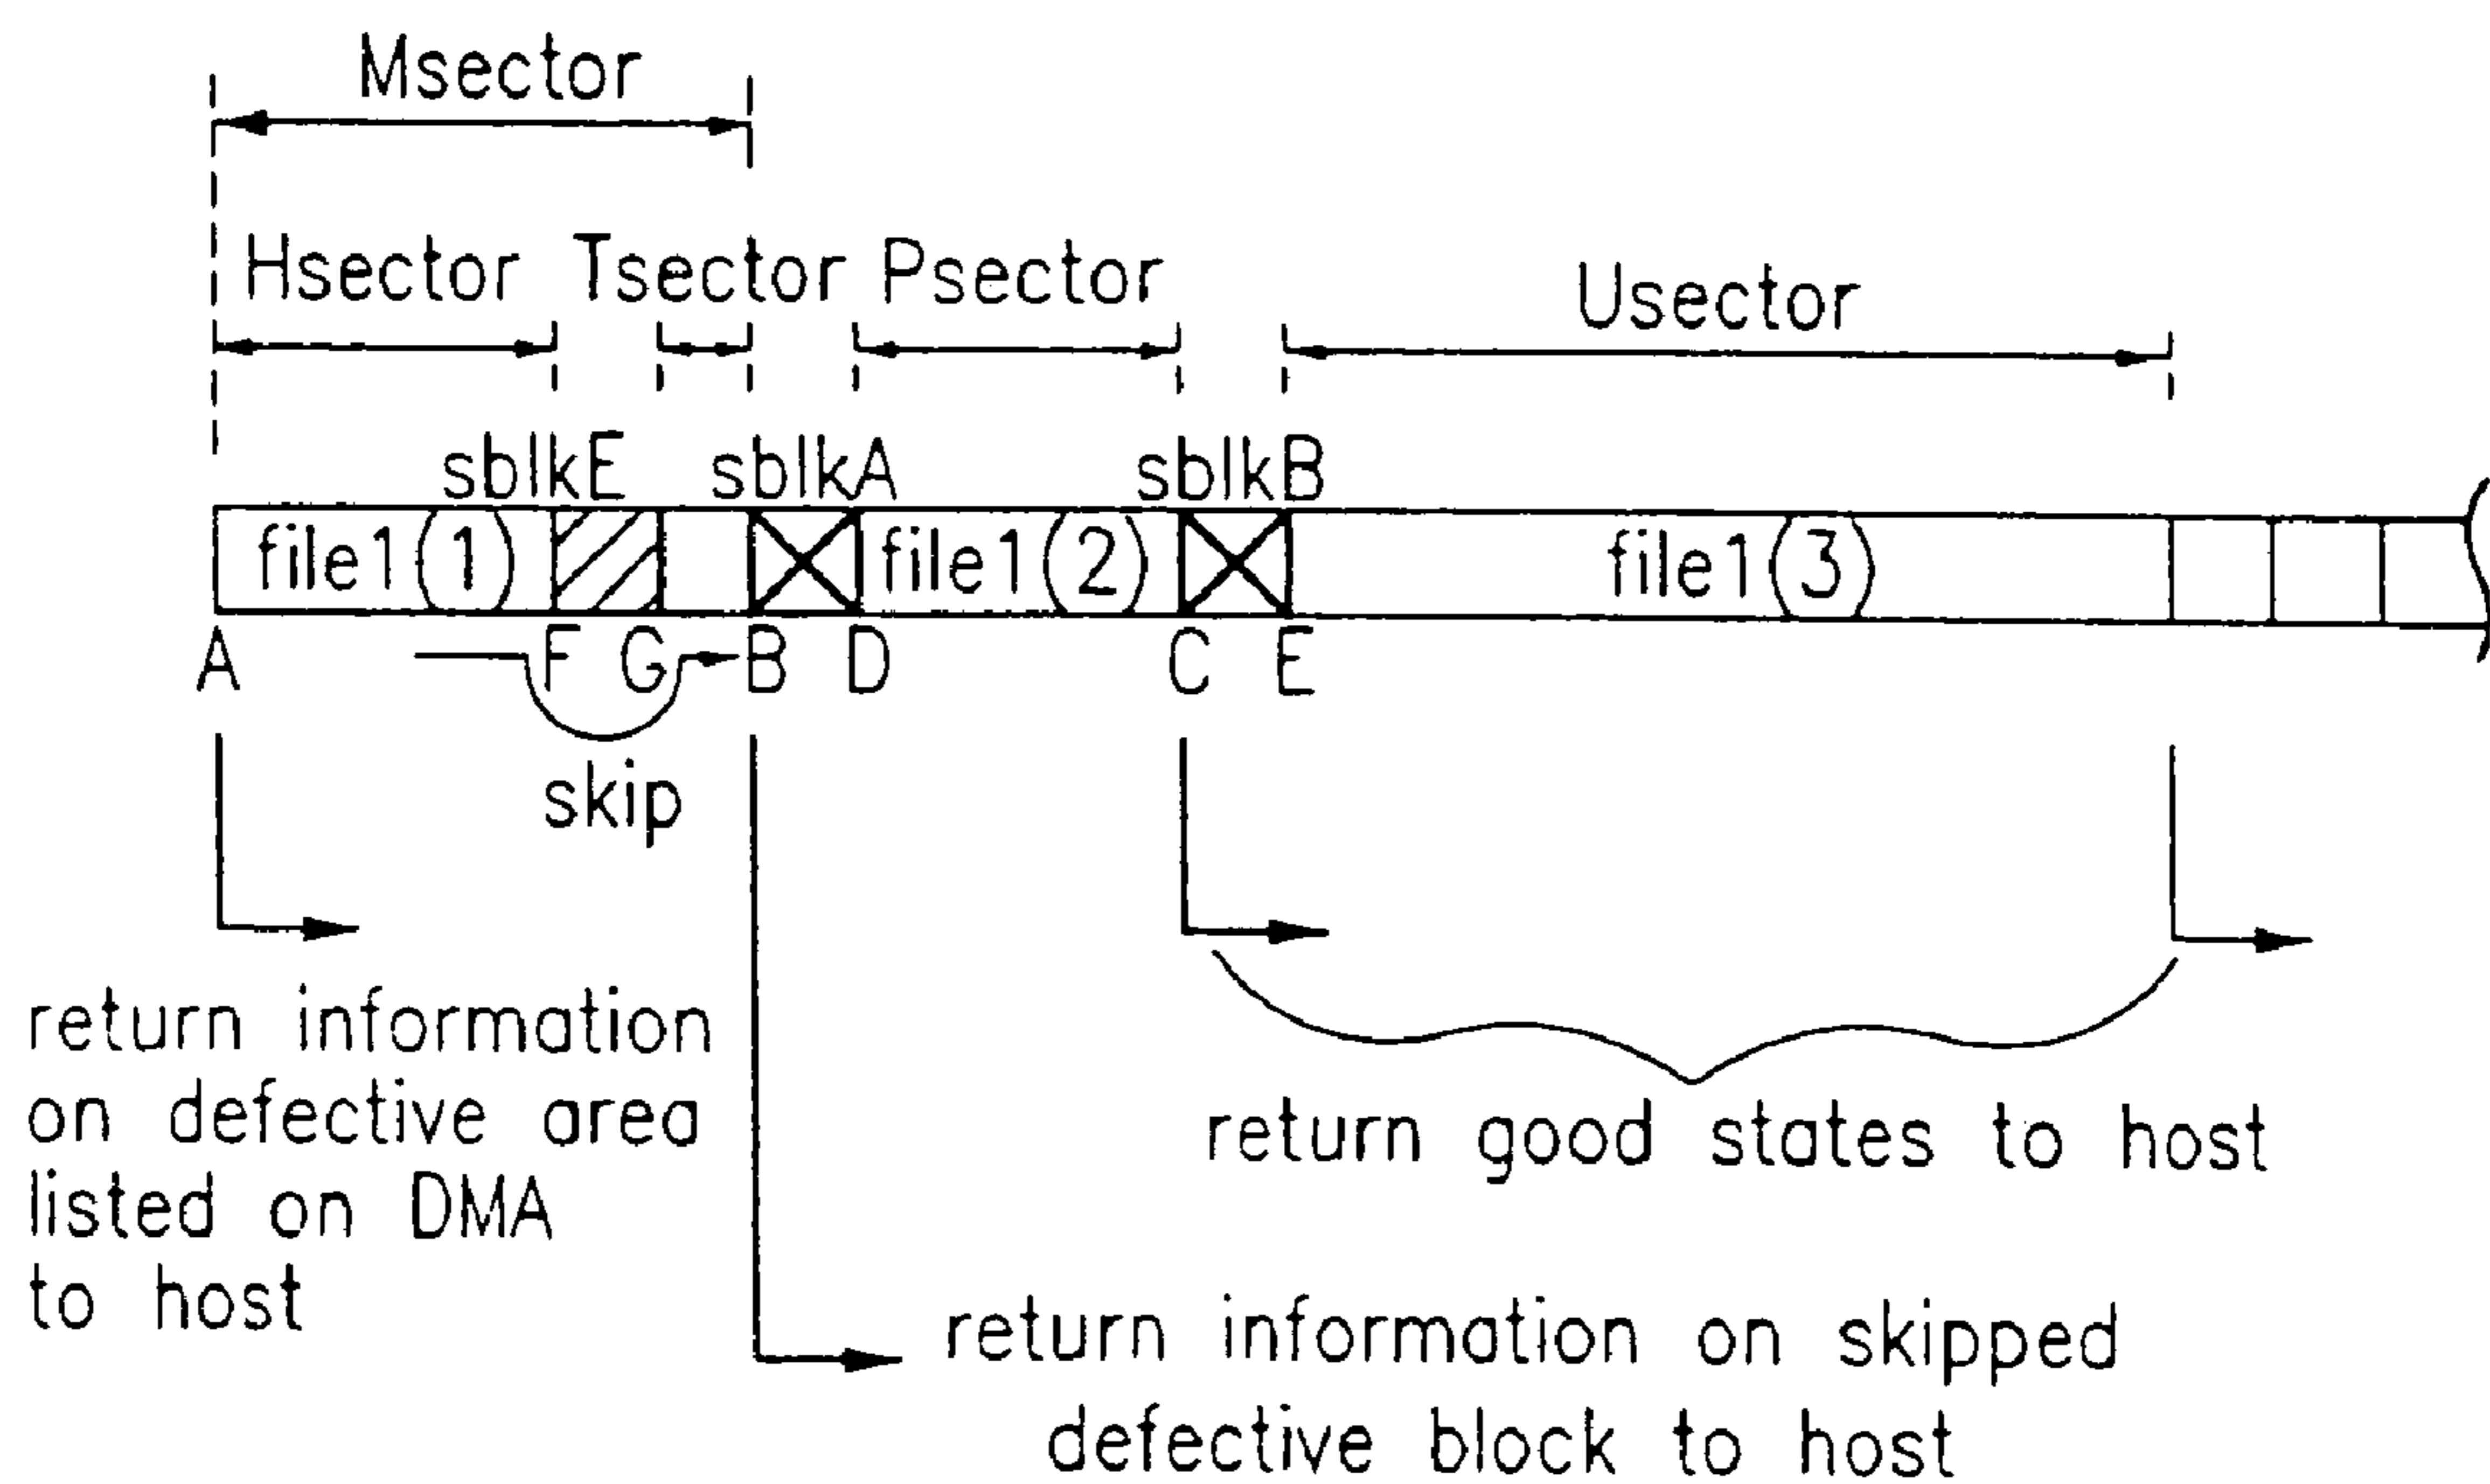 Msector
Hsector Tsector Psector Usector
sblkE sblkA sblkB
file1(1) file1(2) file1(3)
A F G B D C E
skip
return information
on defective area
listed on DMA
to host
return good states to host
return information on skipped
defective block to host